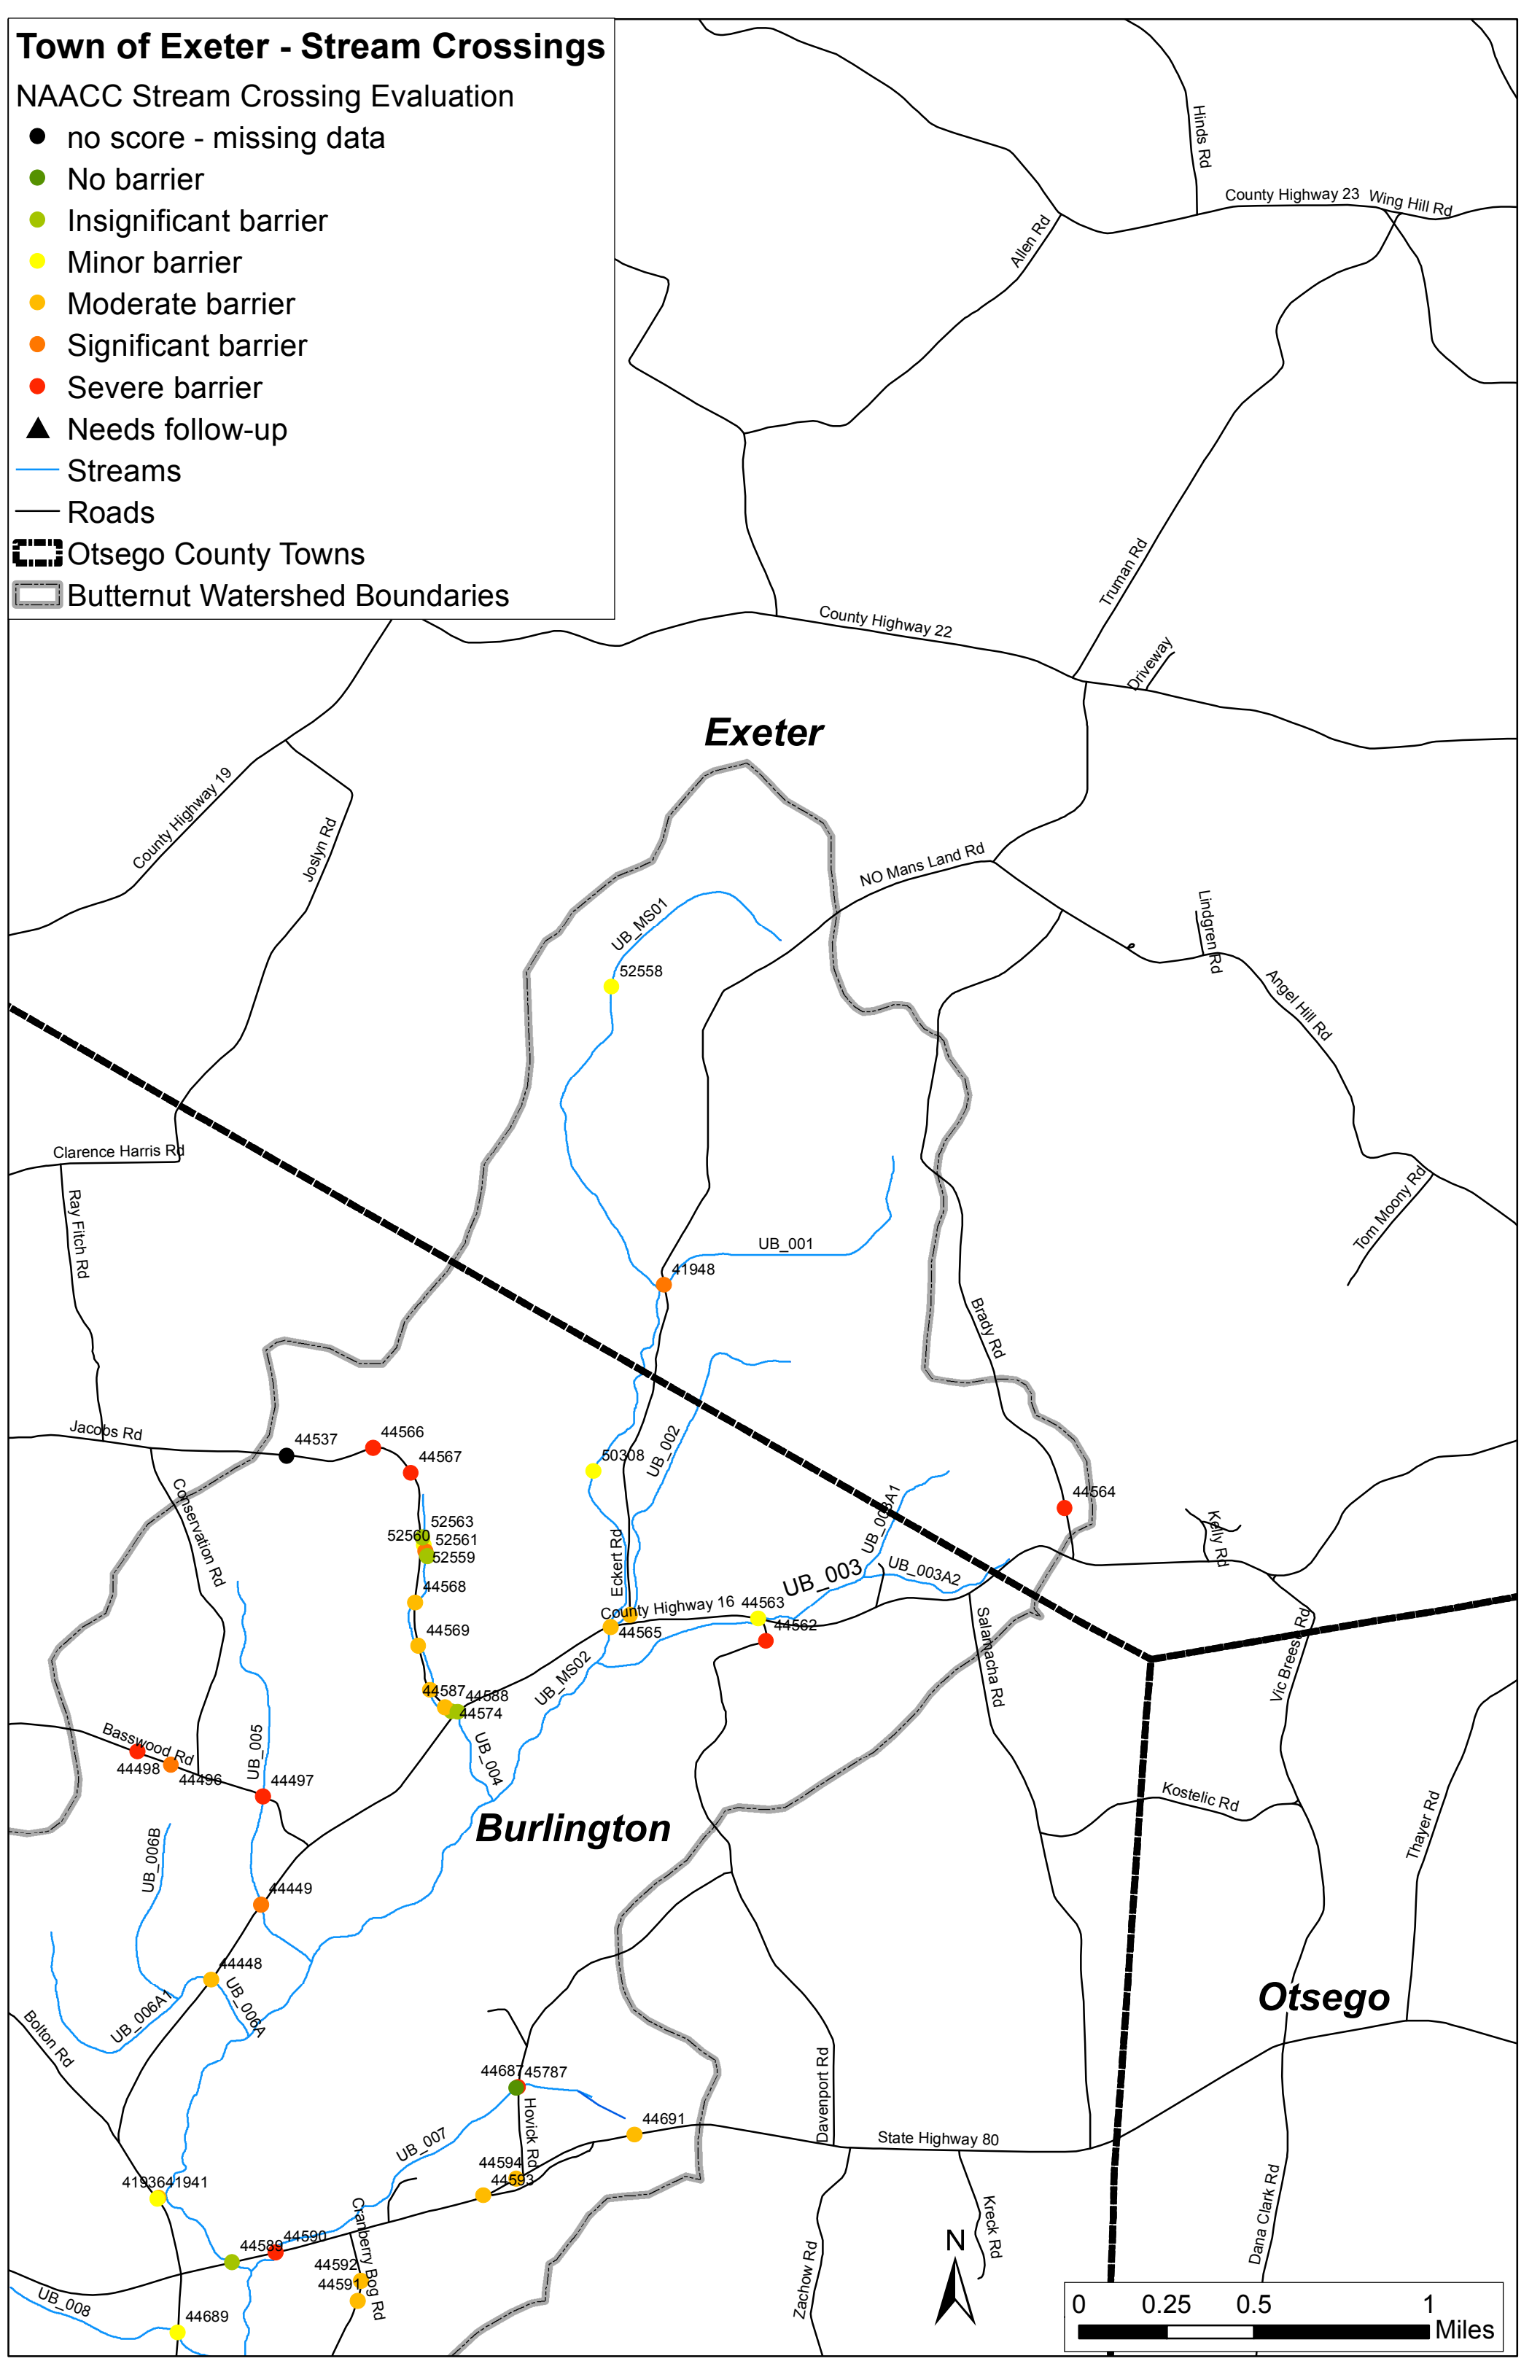 Town of Exeter - Stream Crossings
NAACC Stream Crossing Evaluation
no score - missing data
No barrier
Insignificant barrier
Minor barrier
Moderate barrier
Significant barrier
Severe barrier
Needs follow-up
Streams
Roads
Otsego County Towns
Butternut Watershed Boundaries
Hinds Rd
County Highway 23
Wing Hill Rd
Allen Rd
Truman Rd
County Highway 22
Driveway
Exeter
County Highway 19
Joslyn Rd
NO Mans Land Rd
UB_MS01
Lindgren Rd
52558
Angel Hill Rd
Clarence Harris Rd
Ray Fitch Rd
Tom Moony Rd
UB_001
41948
Brady Rd
Jacobs Rd
44566
44537
44567
50308
UB_002
Conservation Rd
44564
UB_003A1
52563
52560
52561
52559
Kelly Rd
Eckert Rd
UB_003
UB_003A2
44568
County Highway 16
44563
44562
44565
44569
Salamacha Rd
Vic Breese Rd
UB_MS02
44587
44588
44574
Basswood Rd
UB_005
UB_004
44498
44496
44497
Kostelic Rd
Thayer Rd
Burlington
UB_006B
44449
44448
UB_006A1
UB_006A
Otsego
Bolton Rd
44687
45787
Hovick Rd
Davenport Rd
44691
UB_007
State Highway 80
44594
44593
4193641941
Cranberry Bog Rd
Kreck Rd
Dana Clark Rd
44589
44590
Zachow Rd
N
44592
44591
UB_008
44689
0 0.25 0.5 1
Miles